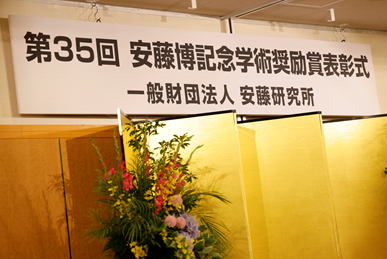 第35回 安藤博記念学術奨励賞表彰式
一般財団法人 安藤研究所